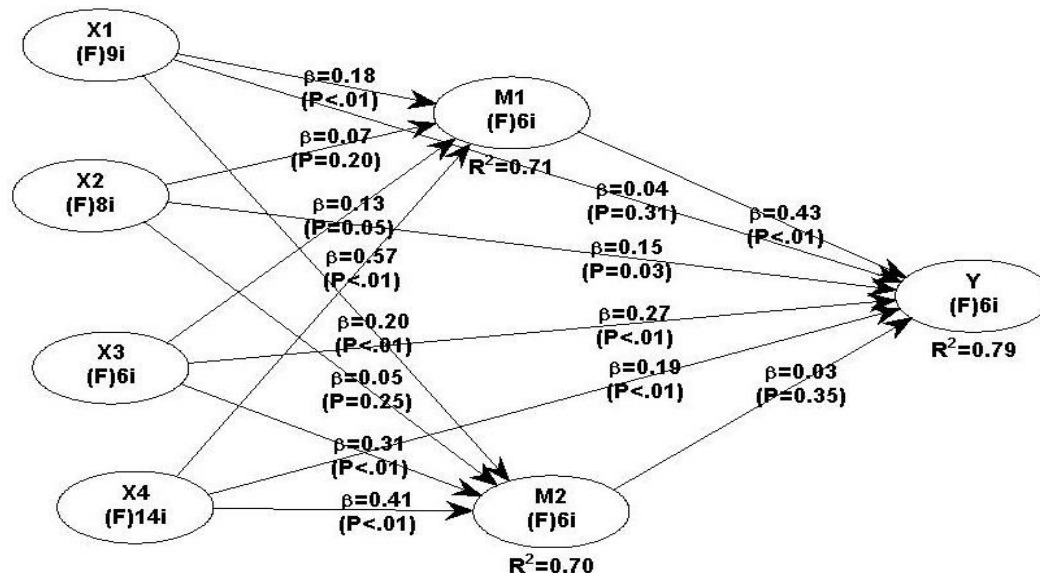 X1
(F)9i
β=0.18
(P<.01)
M1
(F)6i
R²=0.71
β=0.07
(P=0.20)
X2
(F)8i
β=0.04
(P=0.31)
β=0.43
(P<.01)
β=0.13
(P=0.05)
β=0.15
(P=0.03)
β=0.57
(P<.01)
Y
(F)6i
R²=0.79
X3
(F)6i
β=0.20
(P<.01)
β=0.27
(P<.01)
β=0.05
(P=0.25)
β=0.19
(P<.01)
β=0.03
(P=0.35)
β=0.31
(P<.01)
X4
(F)14i
β=0.41
(P<.01)
M2
(F)6i
R²=0.70